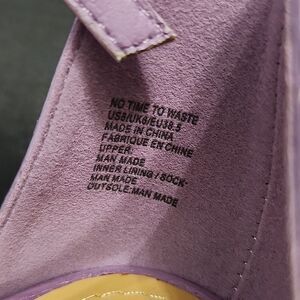 NO TIME TO WASTE
US8/UK6/EU38.5
MADE IN CHINA
FABRIQUE EN CHINE
UPPER:
MAN MADE
INNER LINING / SOCK:
MAN MADE
OUTSOLE: MAN MADE